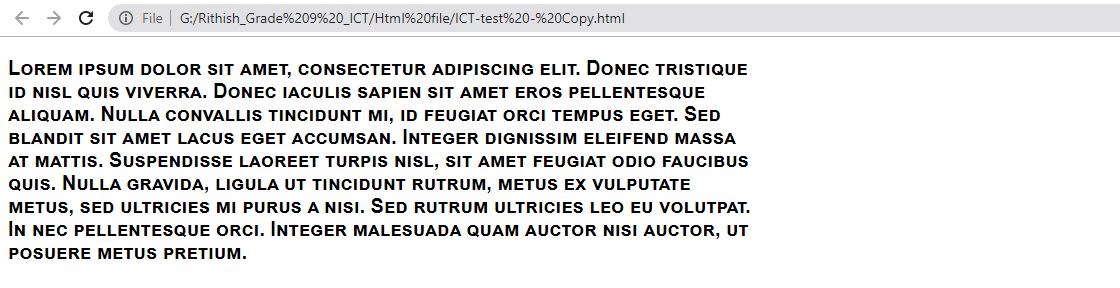 File | G:/Rithish_Grade%209%20_ICT/Html%20file/ICT-test%20-%20Copy.html
Lorem ipsum dolor sit amet, consectetur adipiscing elit. Donec tristique
id nisl quis viverra. Donec iaculis sapien sit amet eros pellentesque
aliquam. Nulla convallis tincidunt mi, id feugiat orci tempus eget. Sed
blandit sit amet lacus eget accumsan. Integer dignissim eleifend massa
at mattis. Suspendisse laoreet turpis nisl, sit amet feugiat odio faucibus
quis. Nulla gravida, ligula ut tincidunt rutrum, metus ex vulputate
metus, sed ultricies mi purus a nisi. Sed rutrum ultricies leo eu volutpat.
In nec pellentesque orci. Integer malesuada quam auctor nisi auctor, ut
posuere metus pretium.